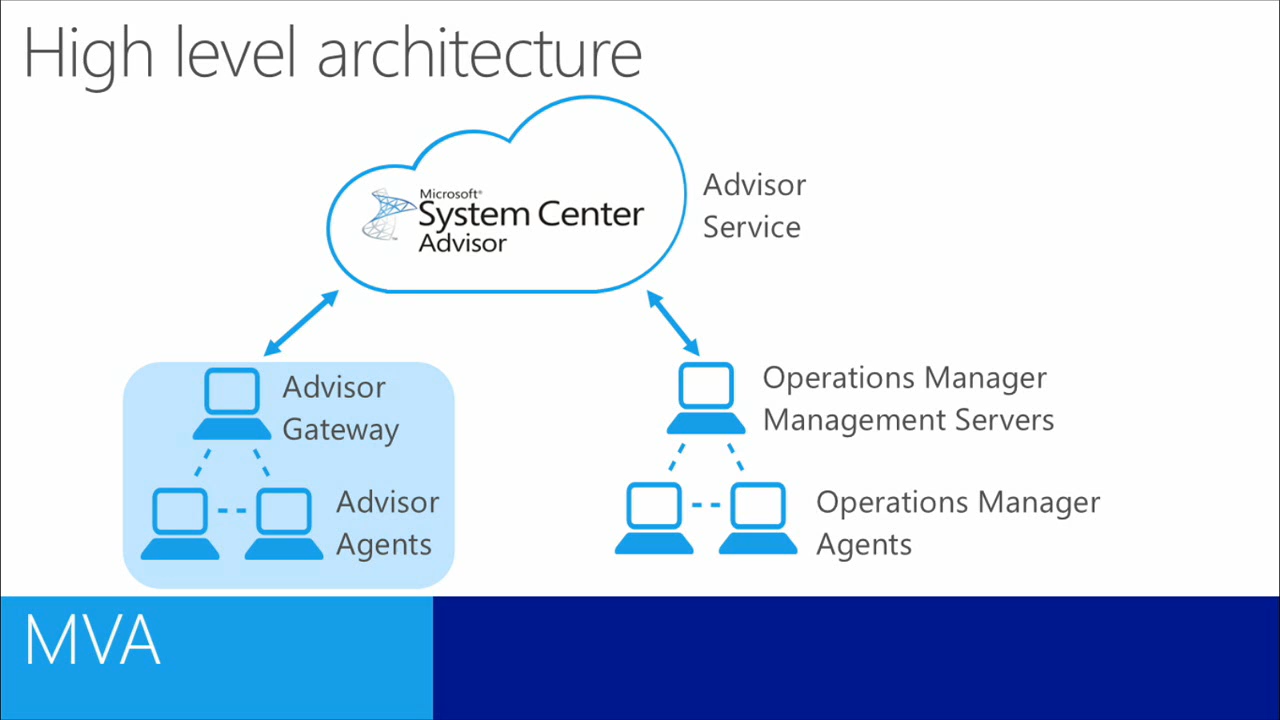 High level architecture
Microsoft®
System Center
Advisor
Advisor
Service
Advisor
Gateway
Advisor
Agents
Operations Manager
Management Servers
Operations Manager
Agents
MVA